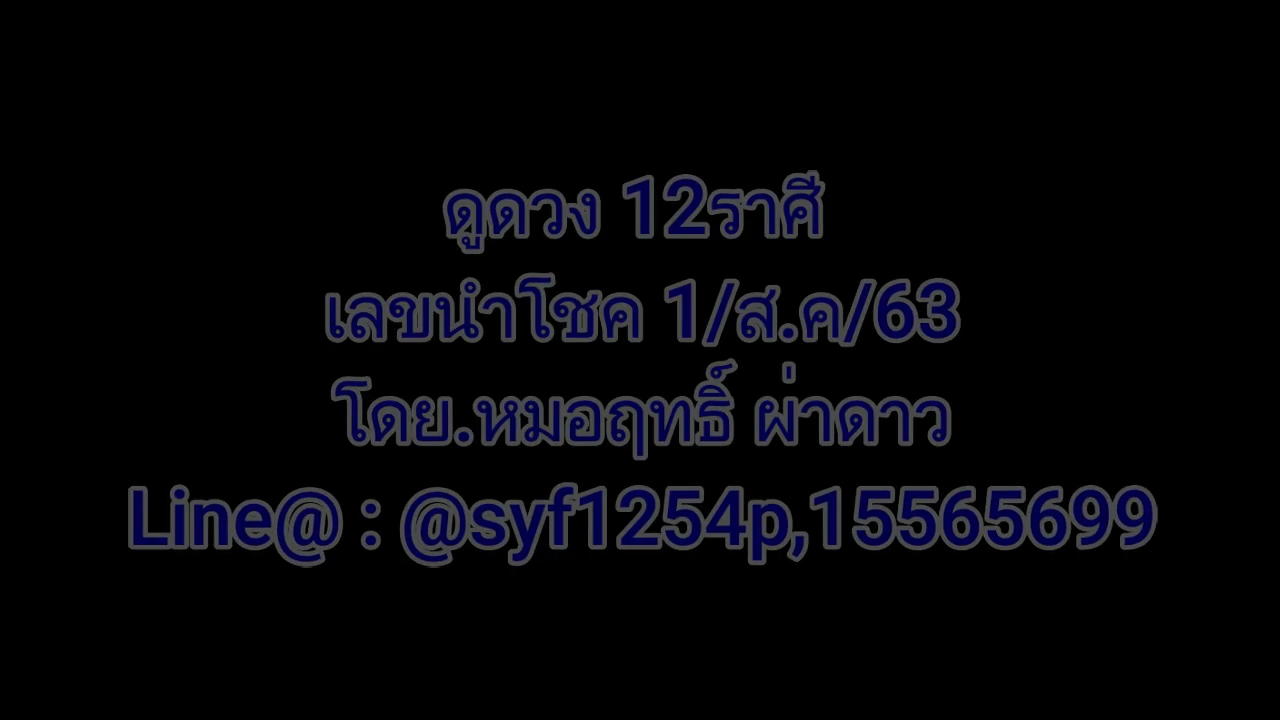 ดูดวง 12ราศี
เลขนำโชค 1/ส.ค/63
โดย.หมอฤทธิ์ ผ่าดาว
Line@ : @syf1254p,15565699